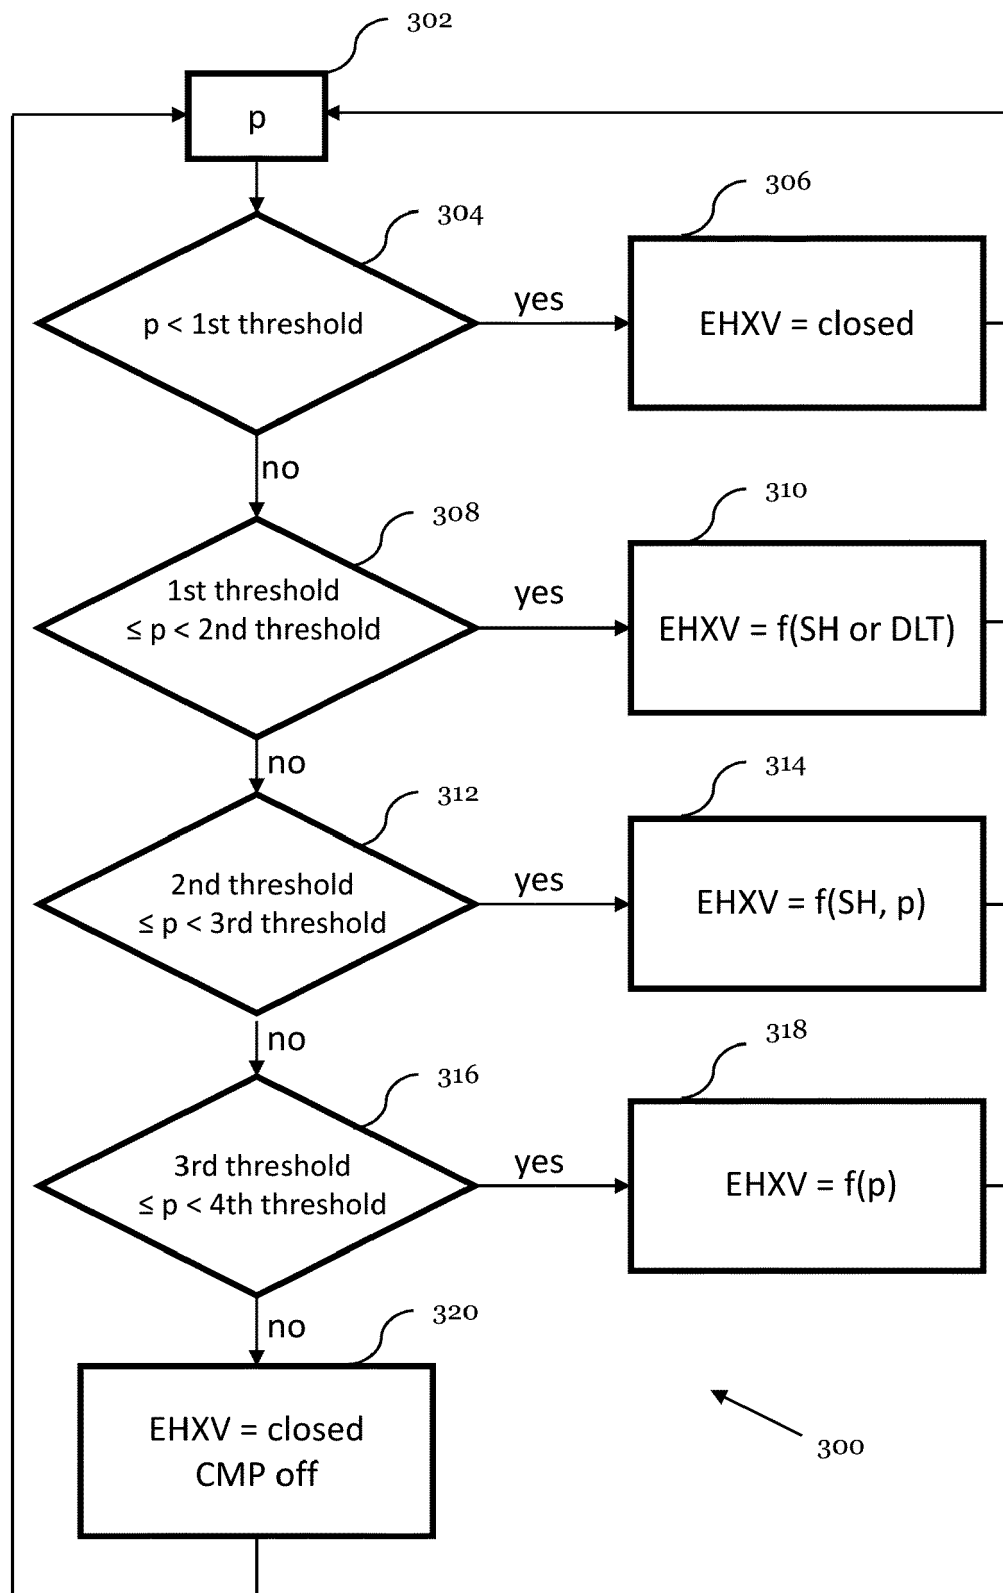 302
p
304
p < 1st threshold
yes
306
EHXV = closed
no
308
1st threshold
≤ p < 2nd threshold
yes
310
EHXV = f(SH or DLT)
no
312
2nd threshold
≤ p < 3rd threshold
yes
314
EHXV = f(SH, p)
no
316
3rd threshold
≤ p < 4th threshold
yes
318
EHXV = f(p)
no
320
EHXV = closed
CMP off
300